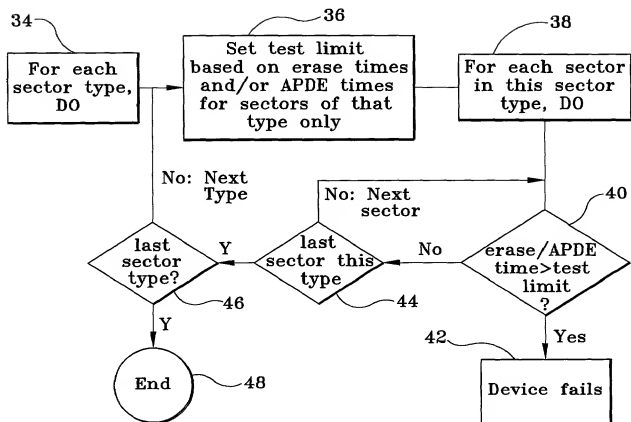 34
For each
sector type,
DO
36
Set test limit
based on erase times
and/or APDE times
for sectors of that
type only
38
For each sector
in this sector
type, DO
No: Next
Type
No: Next
sector
40
erase/APDE
time>test
limit
?
No
last
sector this
type
44
Y
last
sector
type?
46
Y
End
48
Yes
42
Device fails